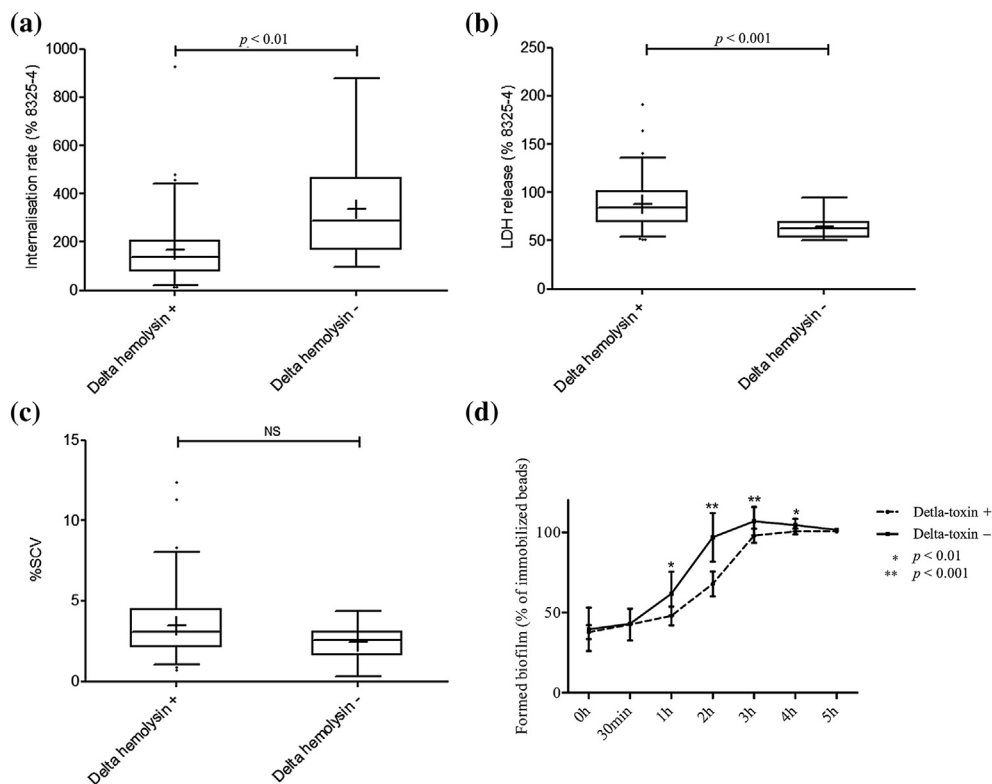 (a)
p < 0.01
Internalisation rate (% 8325-4)
1000
800
600
400
200
0
Delta hemolysin +
Delta hemolysin -
(b)
p < 0.001
LDH release (% 8325-4)
250
200
150
100
50
0
Delta hemolysin +
Delta hemolysin -
(c)
NS
%SCV
15
10
5
0
Delta hemolysin +
Delta hemolysin -
(d)
Formed biofilm (% of immobilized beads)
100
50
0
* ** ** *
0h 30min 1h 2h 3h 4h 5h
Detla-toxin +
Delta-toxin –
* p < 0.01
** p < 0.001